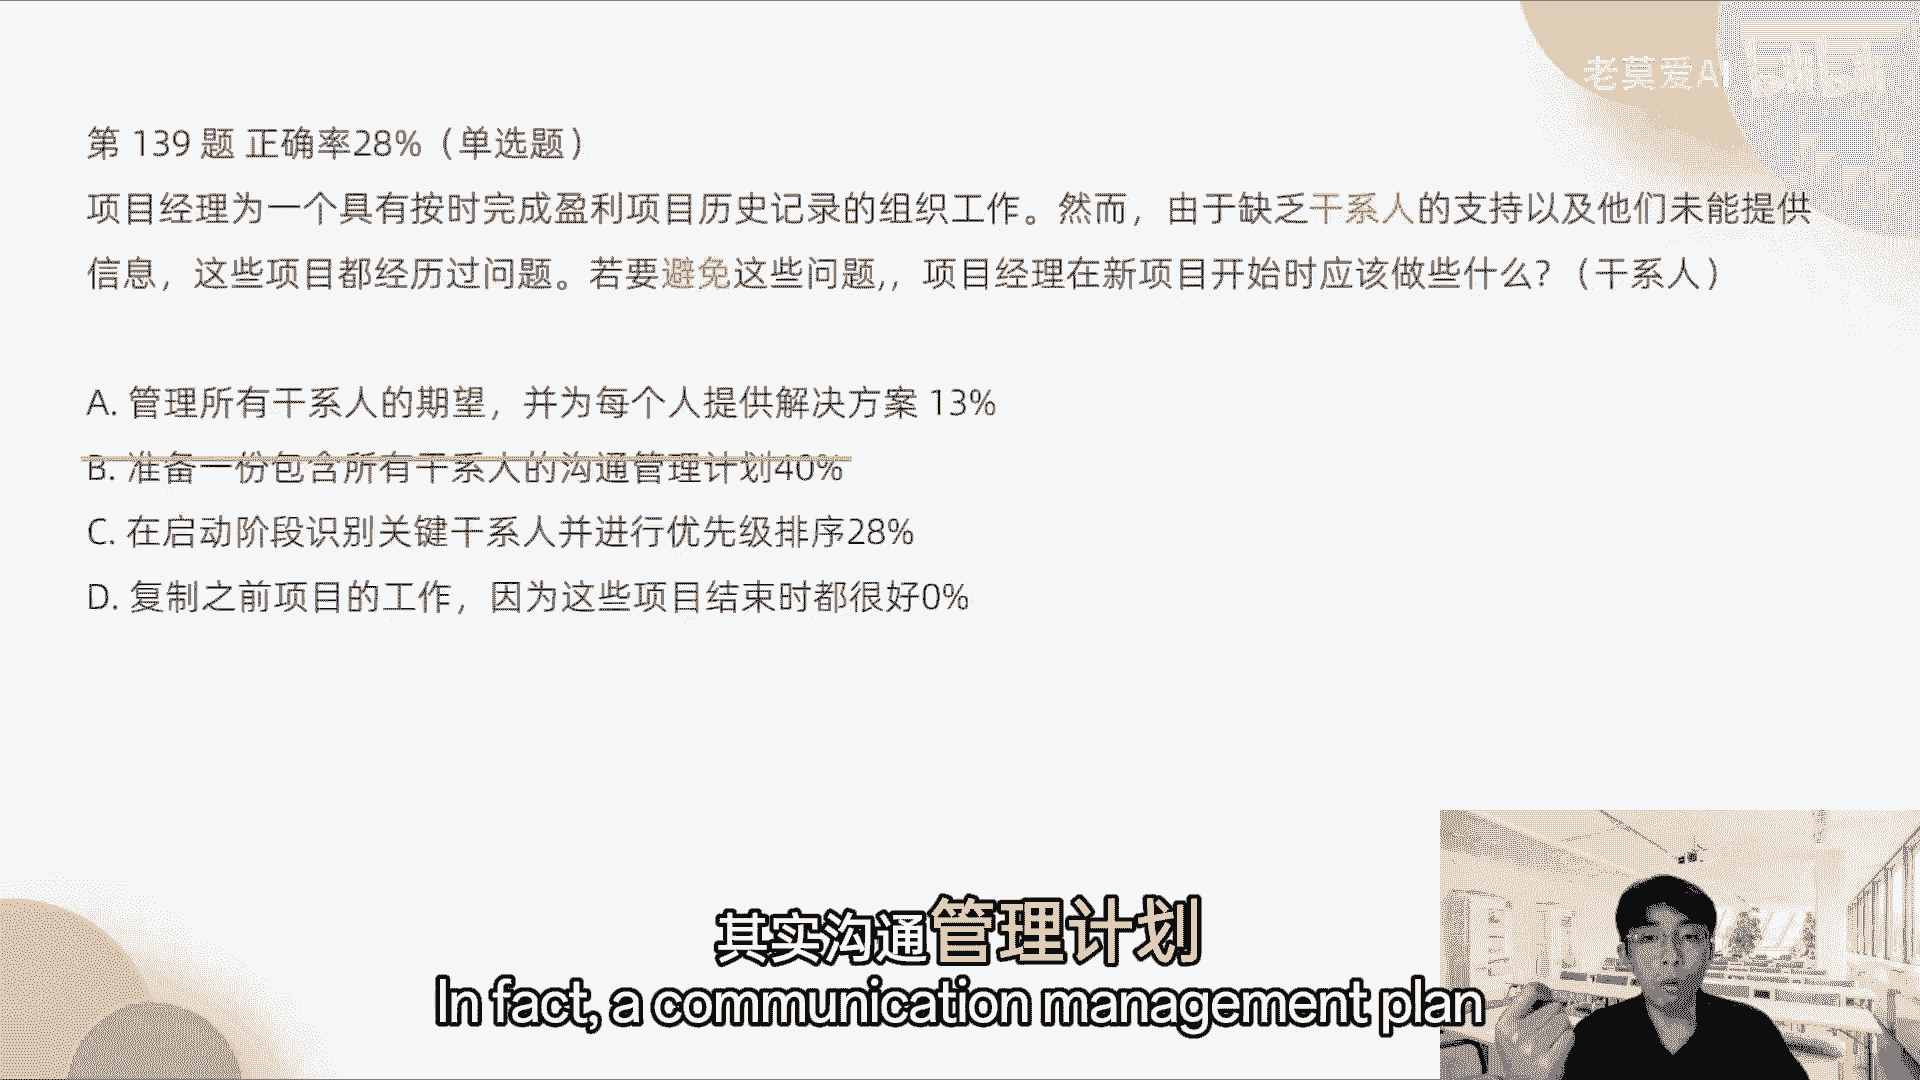 老莫爱AI bilibili
第 139 题 正确率28%（单选题）
项目经理为一个具有按时完成盈利项目历史记录的组织工作。然而，由于缺乏干系人的支持以及他们未能提供
信息，这些项目都经历过问题。若要避免这些问题,，项目经理在新项目开始时应该做些什么?（干系人）
A. 管理所有干系人的期望，并为每个人提供解决方案 13%
B. 准备一份包含所有干系人的沟通管理计划40%
C. 在启动阶段识别关键干系人并进行优先级排序28%
D. 复制之前项目的工作，因为这些项目结束时都很好0%
其实沟通管理计划
In fact, a communication management plan